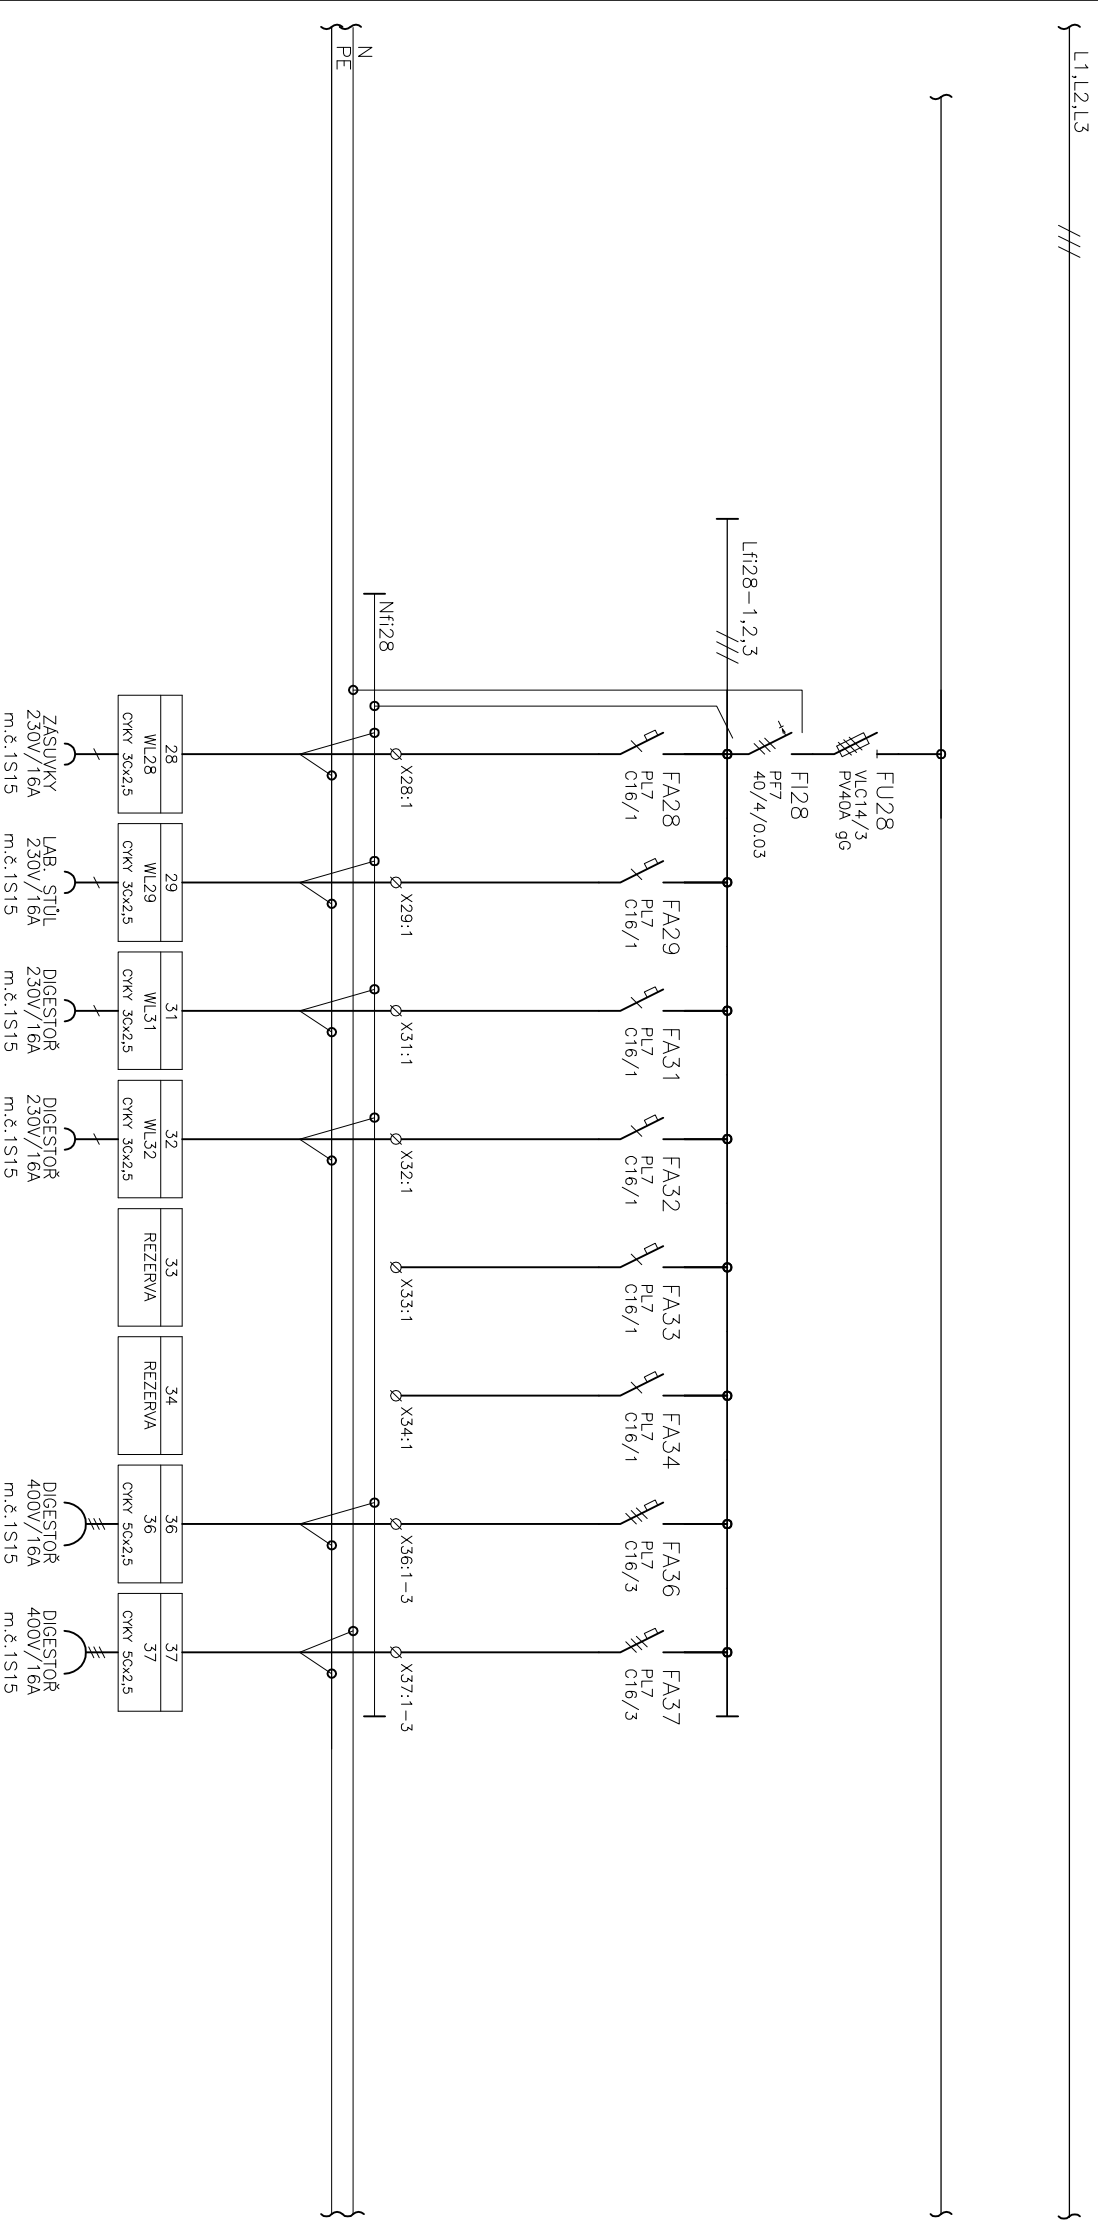 L1,L2,L3
N
PE
Lfi28-1,2,3
Nfi28
FU28
VLC14/3
PV40A gG
FI28
PF7
40/4/0.03
FA28
PL7
C16/1
FA29
PL7
C16/1
FA31
PL7
C16/1
FA32
PL7
C16/1
FA33
PL7
C16/1
FA34
PL7
C16/1
FA36
PL7
C16/3
FA37
PL7
C16/3
X28:1
X29:1
X31:1
X32:1
X33:1
X34:1
X36:1-3
X37:1-3
28
WL28
CYKY 3Cx2,5
29
WL29
CYKY 3Cx2,5
31
WL31
CYKY 3Cx2,5
32
WL32
CYKY 3Cx2,5
33
REZERVA
34
REZERVA
36
36
CYKY 5Cx2,5
37
37
CYKY 5Cx2,5
ZÁSUVKY
230V/16A
m.č.1S15
LAB. STŮL
230V/16A
m.č.1S15
DIGESTOŘ
230V/16A
m.č.1S15
DIGESTOŘ
230V/16A
m.č.1S15
DIGESTOŘ
400V/16A
m.č.1S15
DIGESTOŘ
400V/16A
m.č.1S15